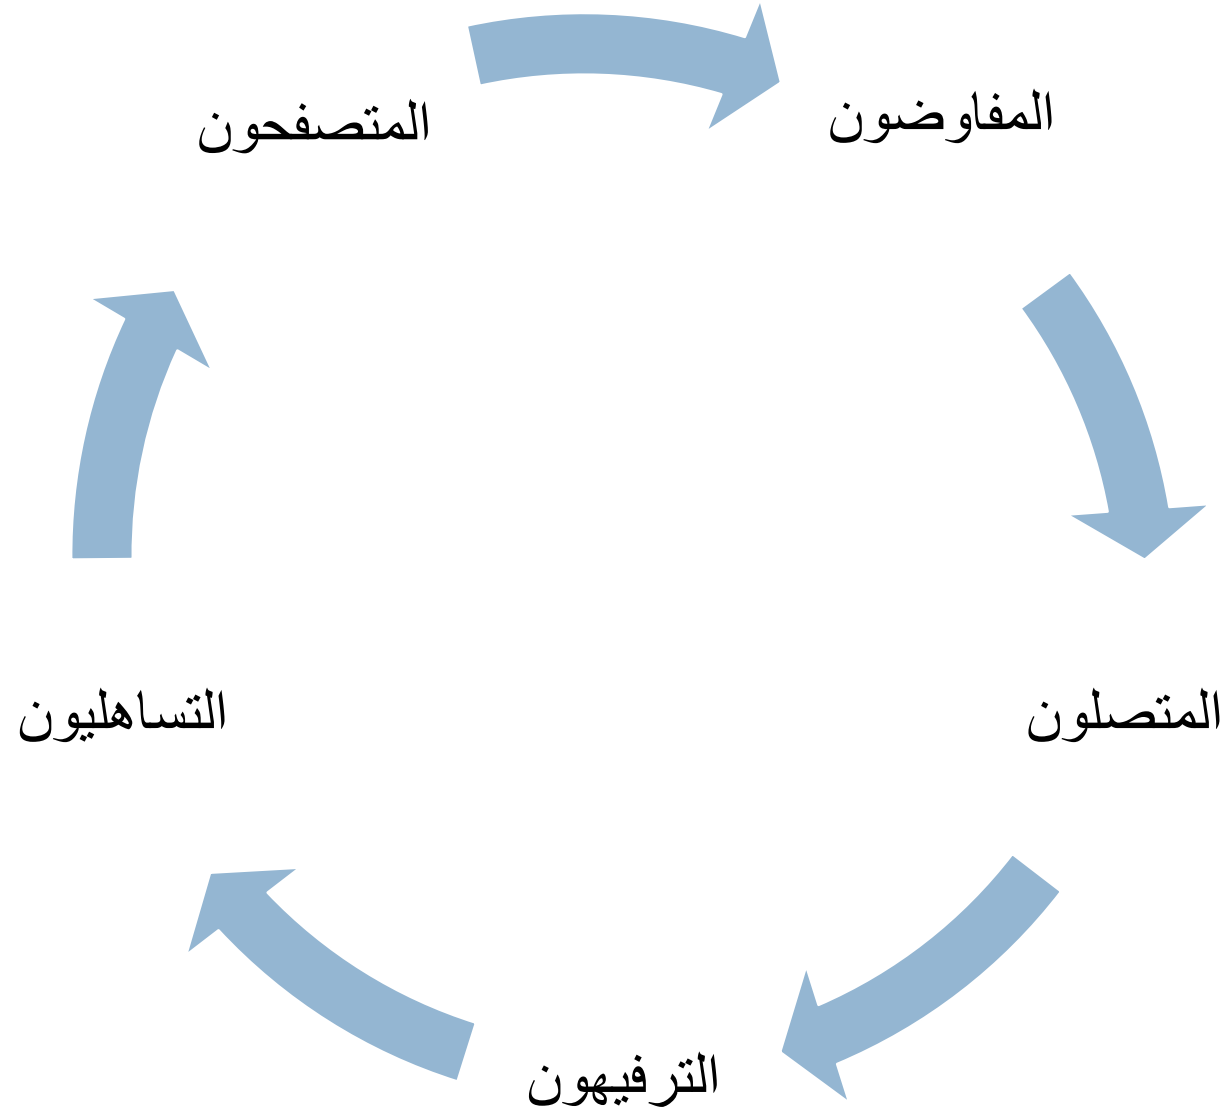 المفاوضون
المتصفحون
المتصلون
التساهليون
الترفيهون